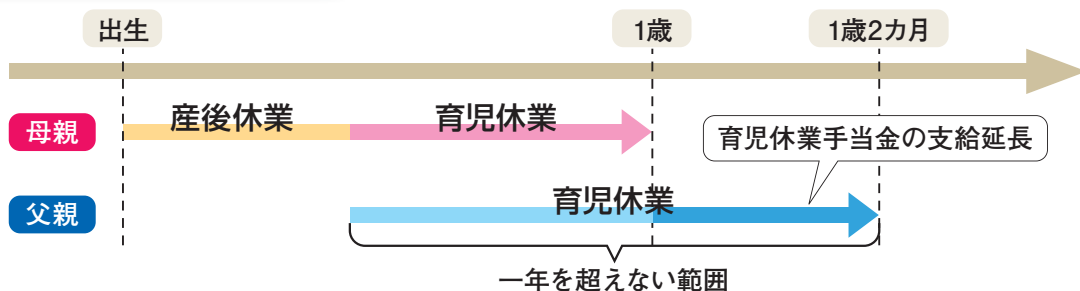 出生
1歳
1歳2カ月
母親
産後休業
育児休業
育児休業手当金の支給延長
父親
育児休業
一年を超えない範囲